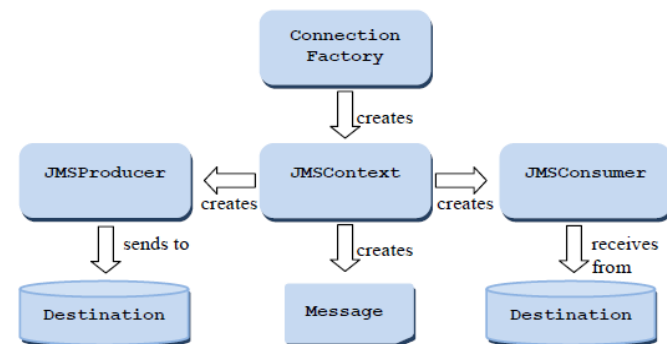 Connection
Factory
creates
JMSProducer
JMSContext
JMSConsumer
creates
creates
sends to
creates
receives
from
Destination
Message
Destination